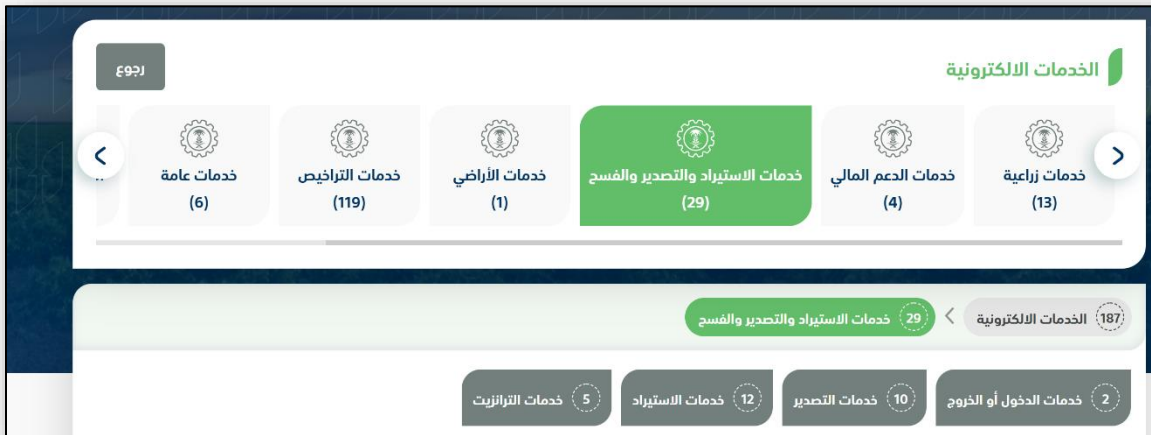 الخدمات الالكترونية
رجوع
خدمات زراعية
(13)
خدمات الدعم المالي
(4)
خدمات الاستيراد والتصدير والفسح
(29)
خدمات الأراضي
(1)
خدمات التراخيص
(119)
خدمات عامة
(6)
187 الخدمات الالكترونية
29 خدمات الاستيراد والتصدير والفسح
2 خدمات الدخول أو الخروج
10 خدمات التصدير
12 خدمات الاستيراد
5 خدمات الترانزيت